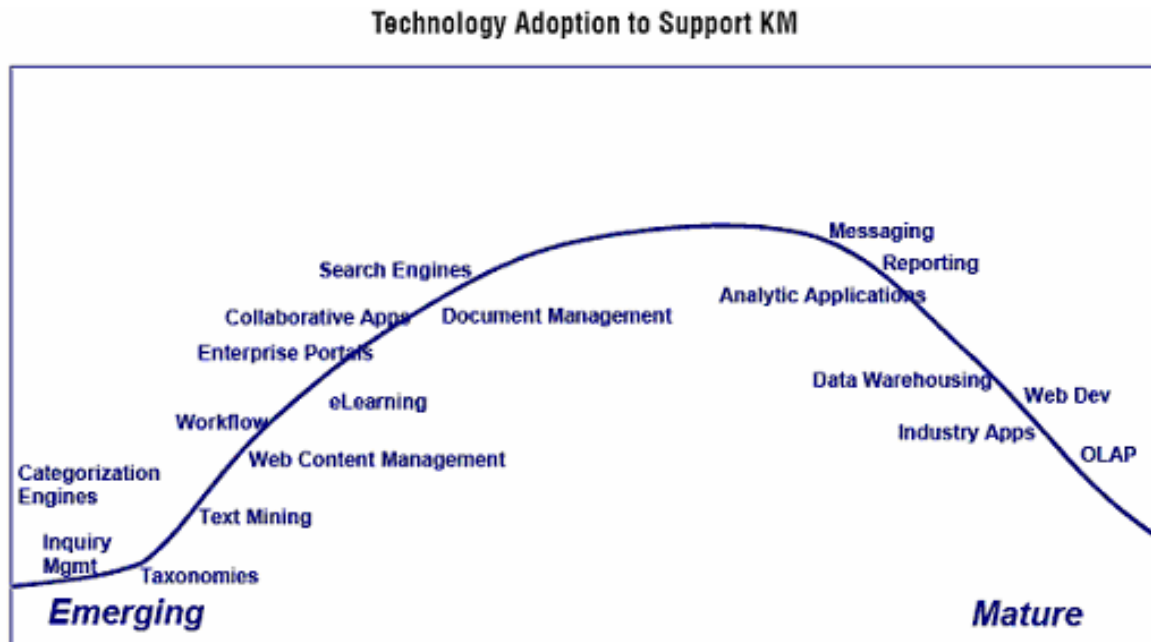 Technology Adoption to Support KM
Messaging
Reporting
Search Engines
Analytic Applications
Collaborative Apps
Document Management
Enterprise Portals
Data Warehousing
Web Dev
eLearning
Workflow
Industry Apps
Web Content Management
OLAP
Categorization
Engines
Text Mining
Inquiry
Mgmt
Taxonomies
Emerging
Mature